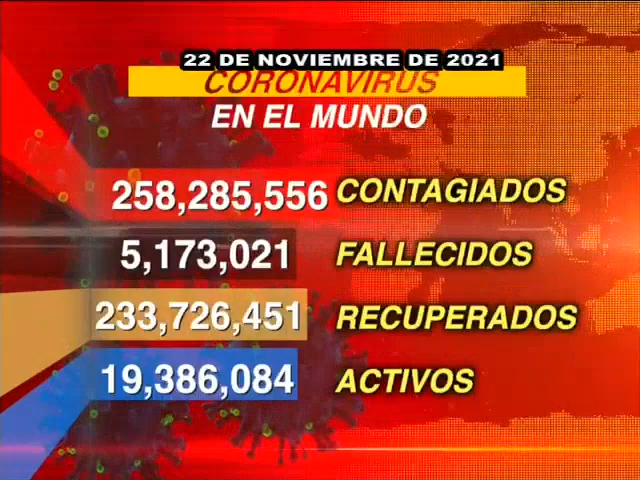 22 DE NOVIEMBRE DE 2021
CORONAVIRUS
EN EL MUNDO
258,285,556 CONTAGIADOS
5,173,021 FALLECIDOS
233,726,451 RECUPERADOS
19,386,084 ACTIVOS